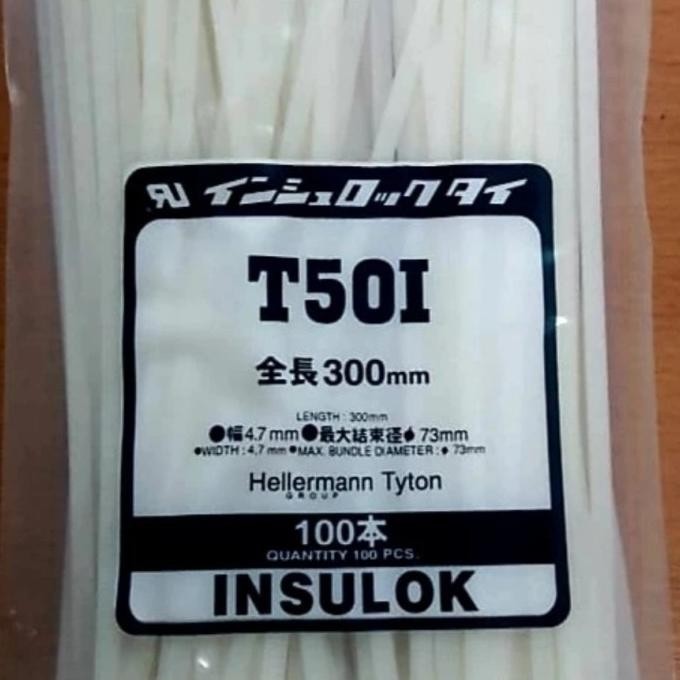 RU インシュロックタイ
T50I
全長300mm
LENGTH : 300mm
●幅4.7mm●最大結束径φ73mm
●WIDTH : 4.7mm ●MAX. BUNDLE DIAMETER : φ 73mm
Hellermann Tyton
GROUP
100本
QUANTITY 100 PCS.
INSULOK